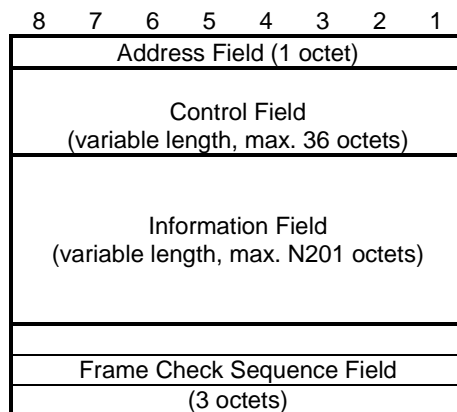 8 7 6 5 4 3 2 1
Address Field (1 octet)
Control Field
(variable length, max. 36 octets)
Information Field
(variable length, max. N201 octets)
Frame Check Sequence Field
(3 octets)